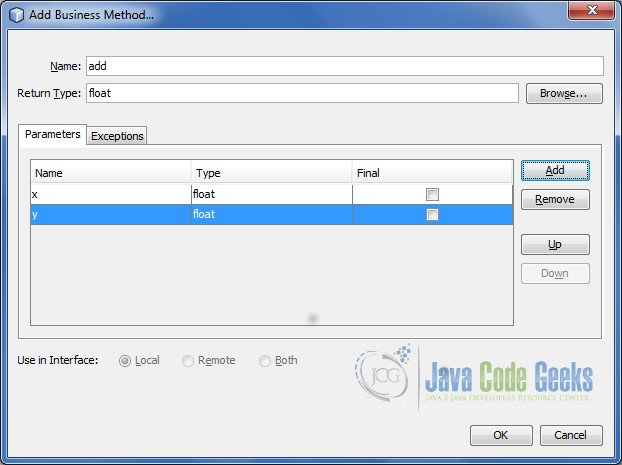 Add Business Method...
Name: add
Return Type: float Browse...
Parameters Exceptions
Name Type Final
x float
y float
Add
Remove
Up
Down
Use in Interface: Local Remote Both
JCG Java Code Geeks
JAVA 2 JAVA DEVELOPERS RESOURCE CENTER
OK Cancel